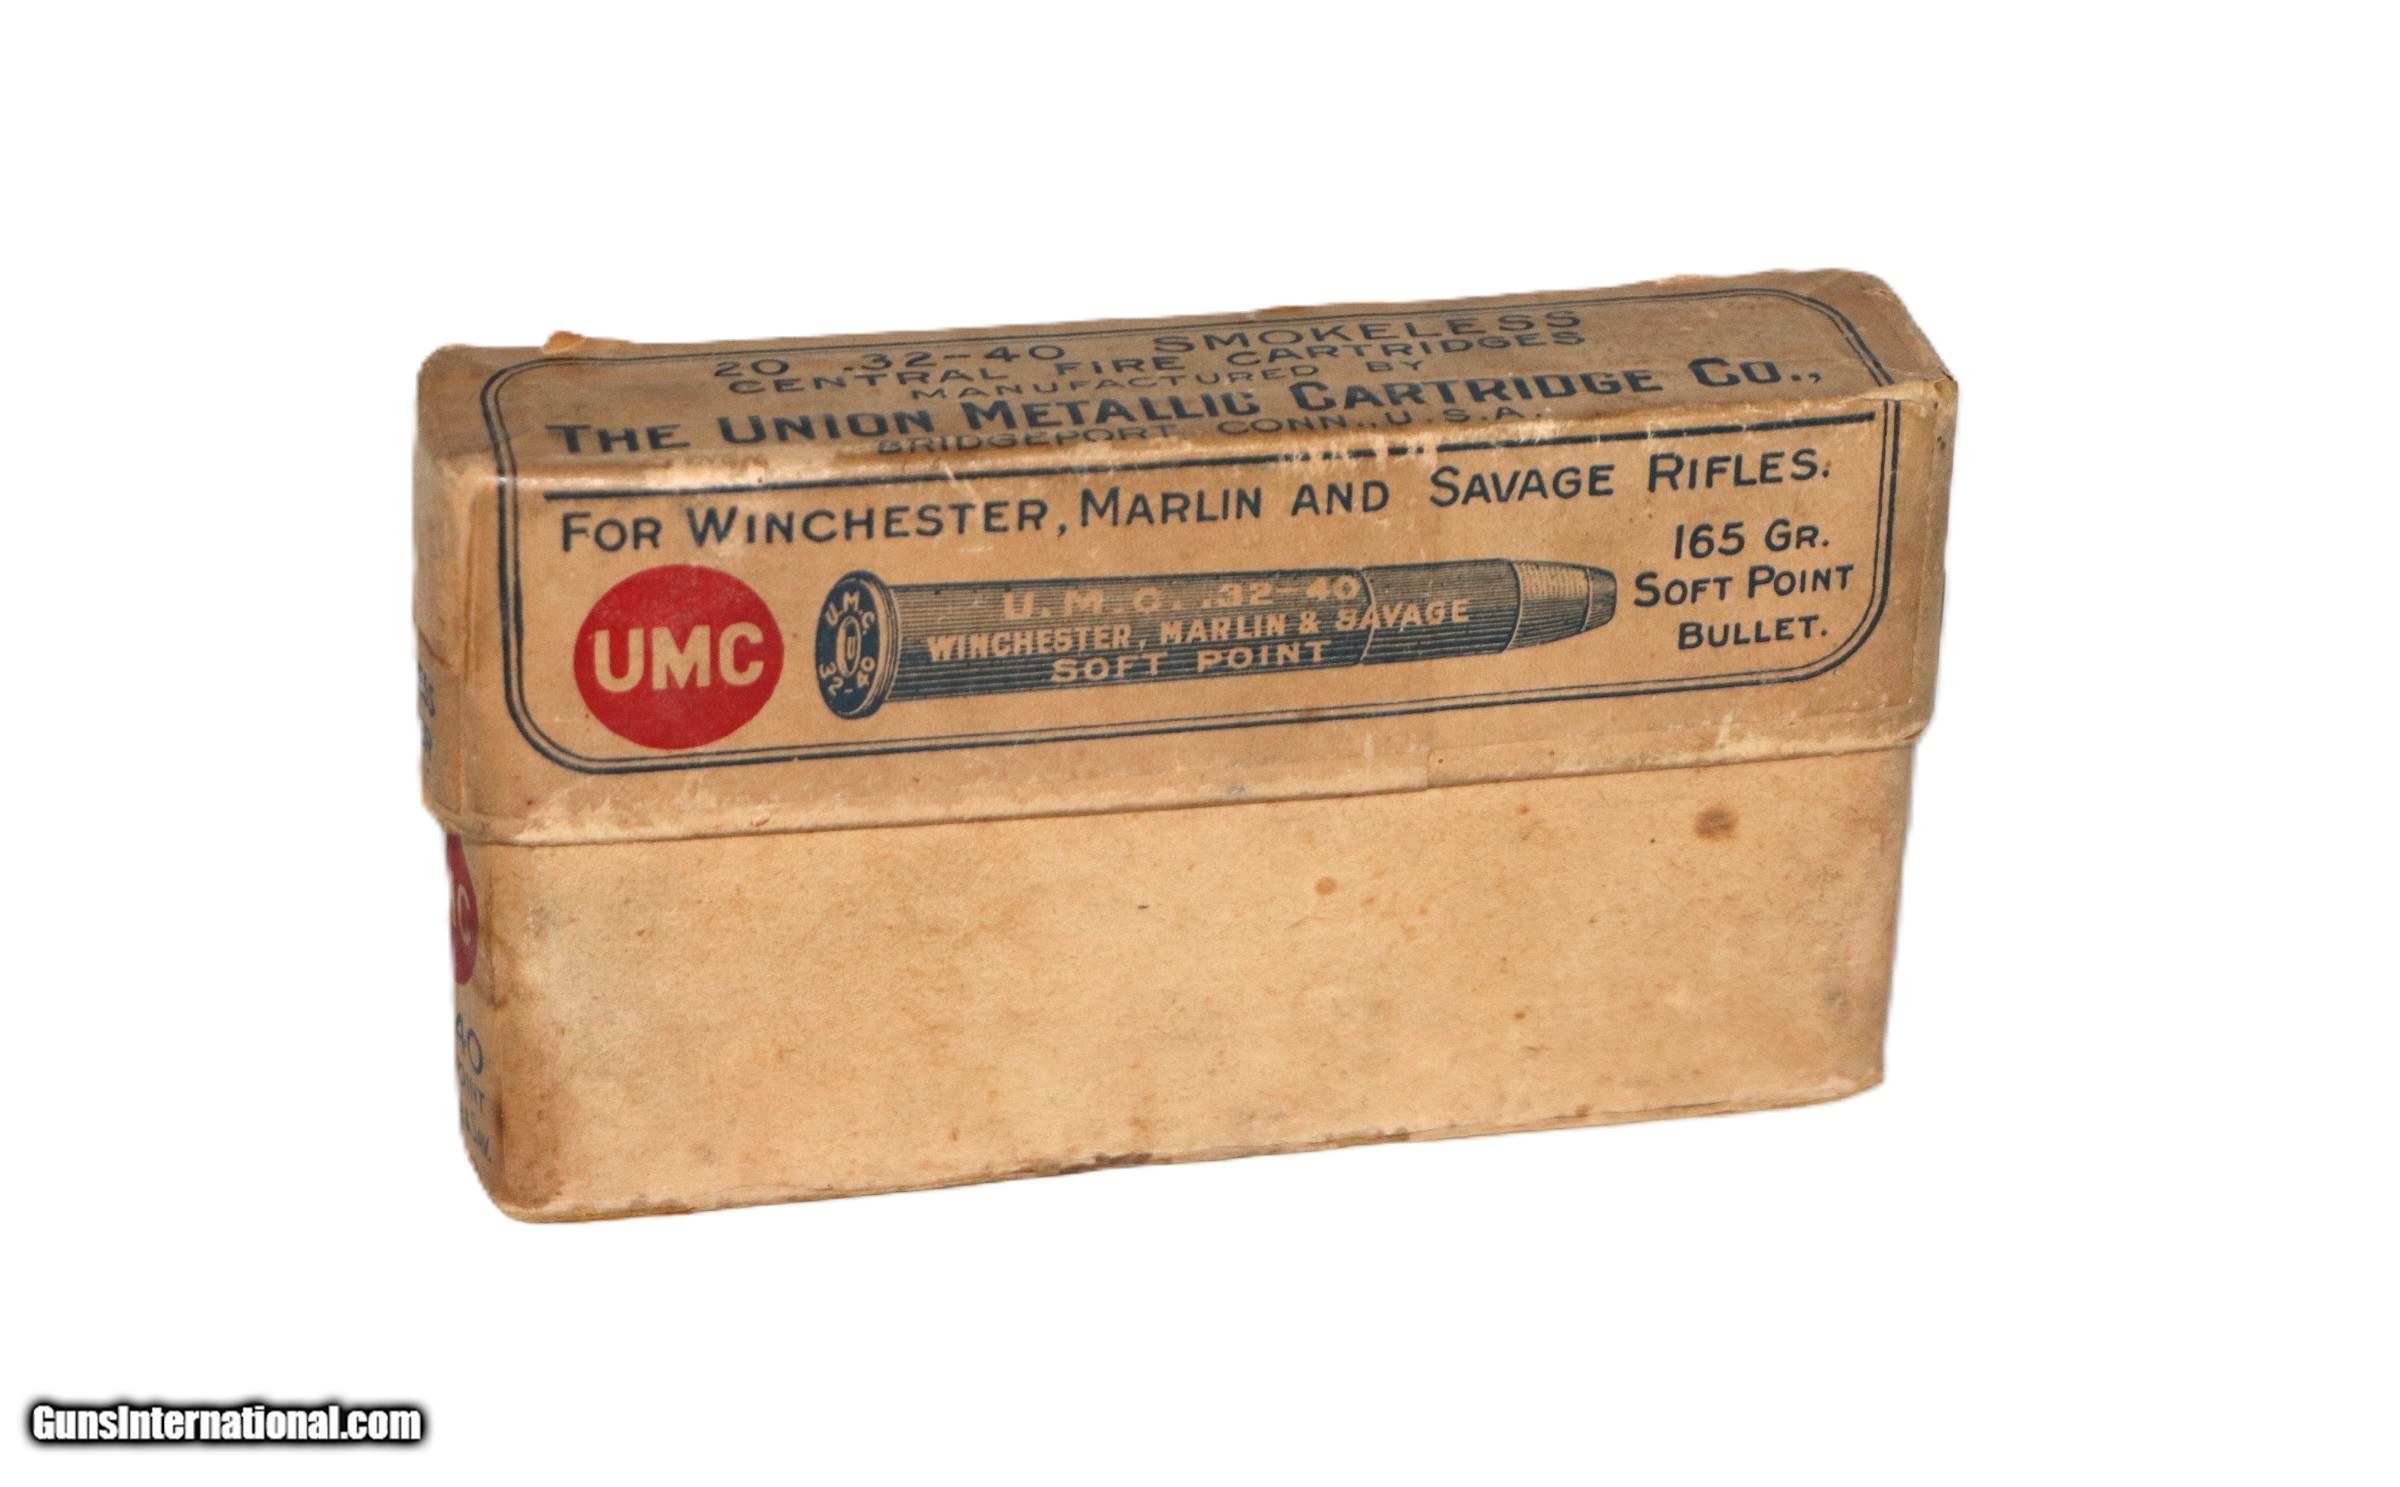 20 .32-40 SMOKELESS
CENTRAL FIRE CARTRIDGES
MANUFACTURED BY
THE UNION METALLIC CARTRIDGE CO.,
BRIDGEPORT, CONN., U.S.A.
FOR WINCHESTER, MARLIN AND SAVAGE RIFLES.
UMC
U.M.C.
U
32-40
U.M.C. .32-40
WINCHESTER, MARLIN & SAVAGE
SOFT POINT
165 GR.
SOFT POINT
BULLET.
40
GunsInternational.com